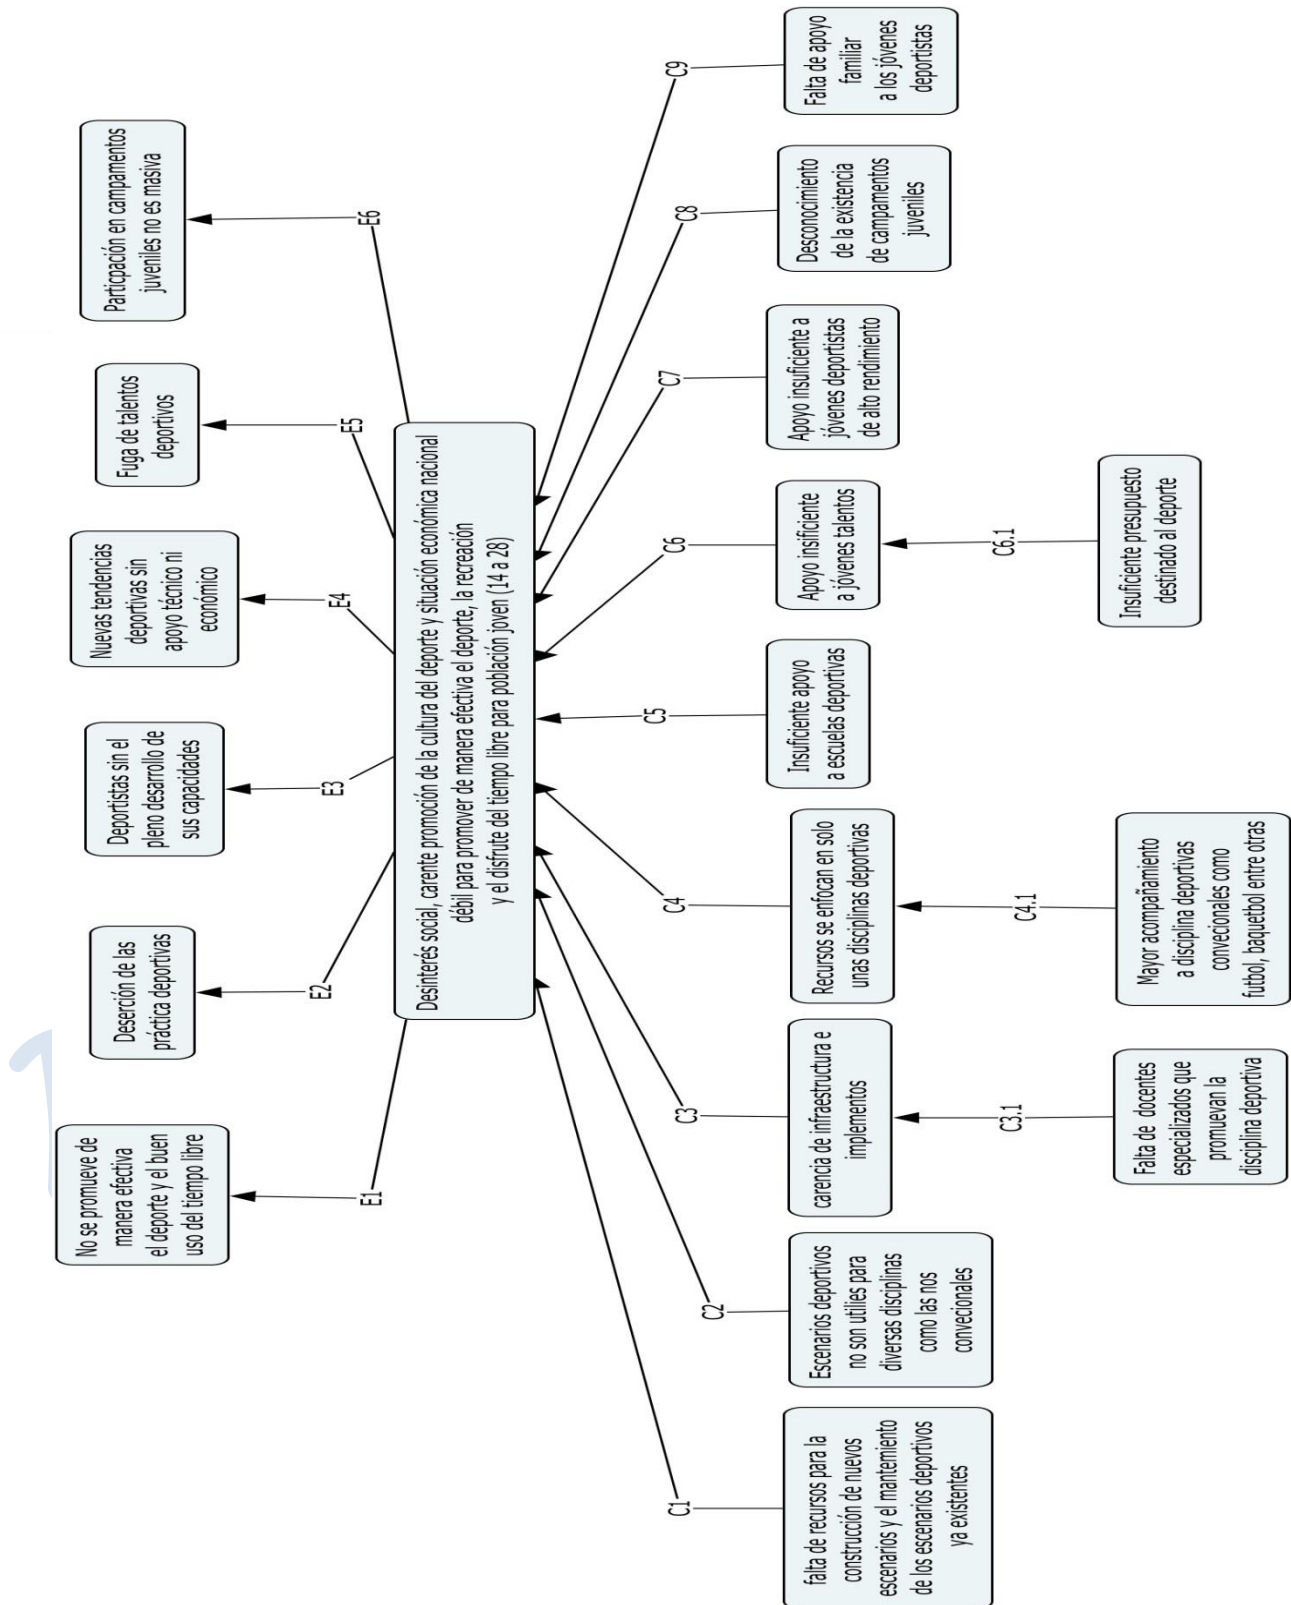 No se promueve de
manera efectiva
el deporte y el buen
uso del tiempo libre
Deserción de las
práctica deportivas
Deportistas sin el
pleno desarrollo de
sus capacidades
Nuevas tendencias
deportivas sin
apoyo técnico ni
económico
Fuga de talentos
deportivos
Particpación en campamentos
juveniles no es masiva
E1
E2
E3
E4
E5
E6
Desinterés social, carente promoción de la cultura del deporte y situación económica nacional
débil para promover de manera efectiva el deporte, la recreación
y el disfrute del tiempo libre para población joven (14 a 28)
C1
C2
C3
C4
C5
C6
C7
C8
C9
falta de recursos para la
construcción de nuevos
escenarios y el mantemiento
de los escenarios deportivos
ya existentes
Escenarios deportivos
no son utilies para
diversas disciplinas
como las nos
convecionales
carencia de infraestructura e
implementos
Recursos se enfocan en solo
unas disciplinas deportivas
Insuficiente apoyo
a escuelas deportivas
Apoyo insificiente
a jóvenes talentos
Apoyo insuficiente a
jóvenes deportistas
de alto rendimiento
Desconocimiento
de la existencia
de campamentos
juveniles
Falta de apoyo
familiar
a los jóvenes
deportistas
C3.1
C4.1
C6.1
Falta de docentes
especializados que
promuevan la
disciplina deportiva
Mayor acompañamiento
a disciplina deportivas
convecionales como
futbol, baquetbol entre otras
Insuficiente presupuesto
destinado al deporte